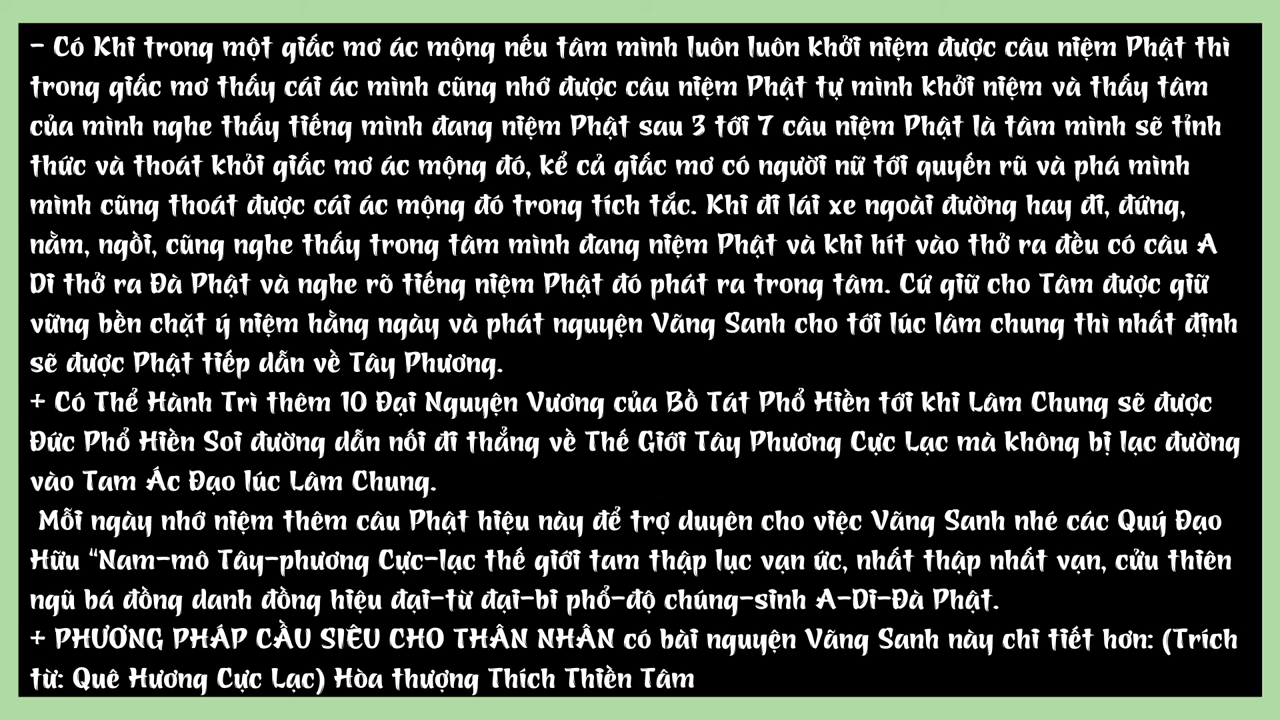 - Có Khi trong một giấc mơ ác mộng nếu tâm mình luôn luôn khởi niệm được câu niệm Phật thì
trong giấc mơ thấy cái ác mình cũng nhớ được câu niệm Phật tự mình khởi niệm và thấy tâm
của mình nghe thấy tiếng mình đang niệm Phật sau 3 tới 7 câu niệm Phật là tâm mình sẽ tỉnh
thức và thoát khỏi giấc mơ ác mộng đó, kể cả giấc mơ có người nữ tới quyến rũ và phá mình
mình cũng thoát được cái ác mộng đó trong tích tắc. Khi đi lái xe ngoài đường hay đi, đứng,
nằm, ngồi, cũng nghe thấy trong tâm mình đang niệm Phật và khi hít vào thở ra đều có câu A
Di thở ra Đà Phật và nghe rõ tiếng niệm Phật đó phát ra trong tâm. Cứ giữ cho Tâm được giữ
vững bền chặt ý niệm hằng ngày và phát nguyện Vãng Sanh cho tới lúc lâm chung thì nhất định
sẽ được Phật tiếp dẫn về Tây Phương.
+ Có Thể Hành Trì thêm 10 Đại Nguyện Vương của Bồ Tát Phổ Hiền tới khi Lâm Chung sẽ được
Đức Phổ Hiền Soi đường dẫn nối đi thẳng về Thế Giới Tây Phương Cực Lạc mà không bị lạc đường
vào Tam Ác Đạo lúc Lâm Chung.
Mỗi ngày nhớ niệm thêm câu Phật hiệu này để trợ duyên cho việc Vãng Sanh nhé các Quý Đạo
Hữu "Nam-mô Tây-phương Cực-lạc thế giới tam thập lục vạn ức, nhất thập nhất vạn, cửu thiên
ngũ bá đồng danh đồng hiệu đại-từ đại-bi phổ-độ chúng-sinh A-Di-Đà Phật.
+ PHƯƠNG PHÁP CẦU SIÊU CHO THÂN NHÂN có bài nguyện Vãng Sanh này chi tiết hơn: (Trích
từ: Quê Hương Cực Lạc) Hòa thượng Thích Thiền Tâm